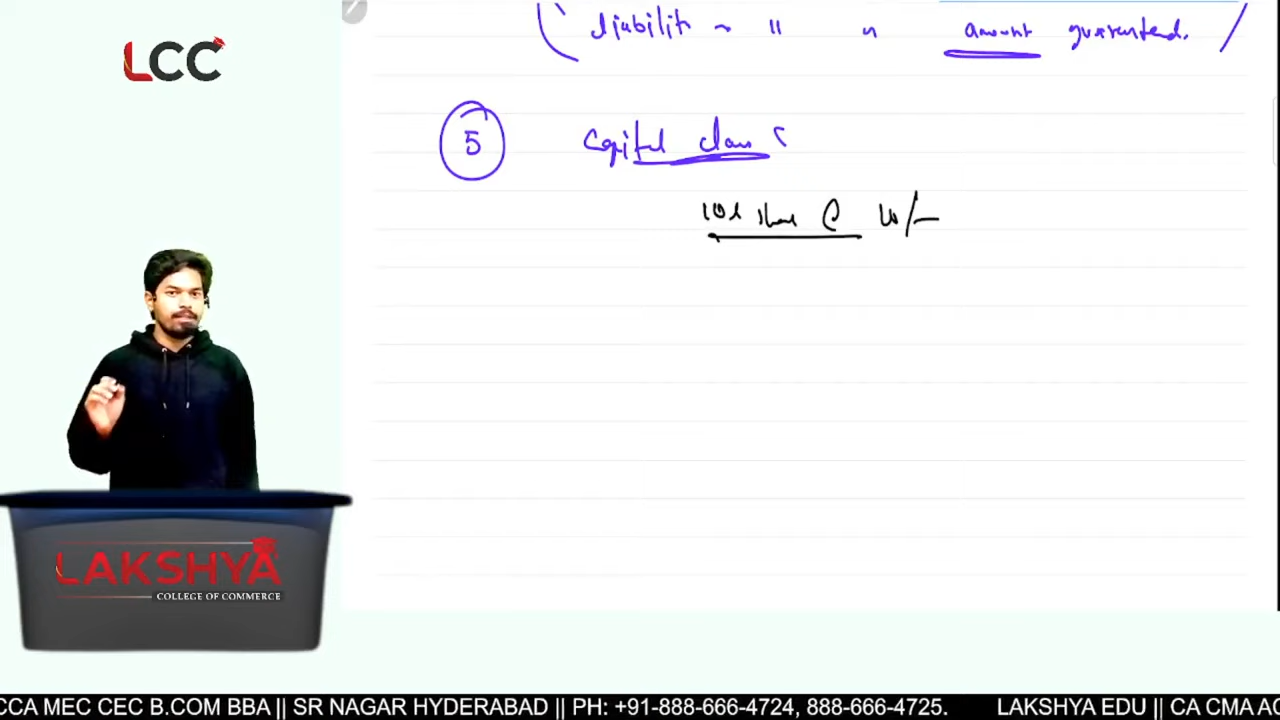 LCC
liability ~ " n amount guaranteed.
5 Capital clause
10L share @ 10/-
LAKSHYA
COLLEGE OF COMMERCE
CCA MEC CEC B.COM BBA || SR NAGAR HYDERABAD || PH: +91-888-666-4724, 888-666-4725. LAKSHYA EDU || CA CMA AC